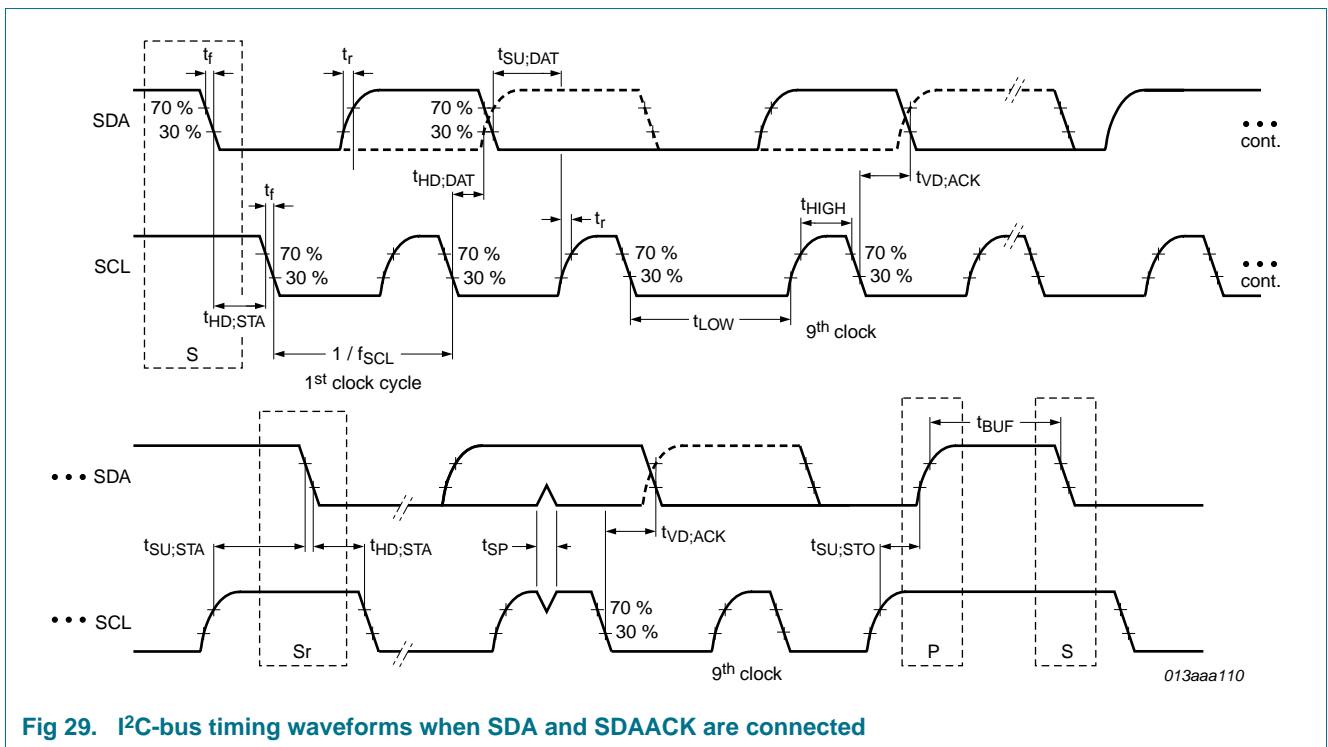 tf
tr
tSU;DAT
70 %
30 %
70 %
30 %
SDA
•••
cont.
tHD;DAT
tVD;ACK
tf
tr
tHIGH
70 %
30 %
70 %
30 %
70 %
30 %
70 %
30 %
SCL
•••
cont.
tHD;STA
tLOW
9th clock
S
1 / fSCL
1st clock cycle
tBUF
••• SDA
tSU;STA
tHD;STA
tSP
tVD;ACK
tSU;STO
70 %
30 %
••• SCL
Sr
9th clock
P
S
013aaa110
Fig 29. I²C-bus timing waveforms when SDA and SDAACK are connected